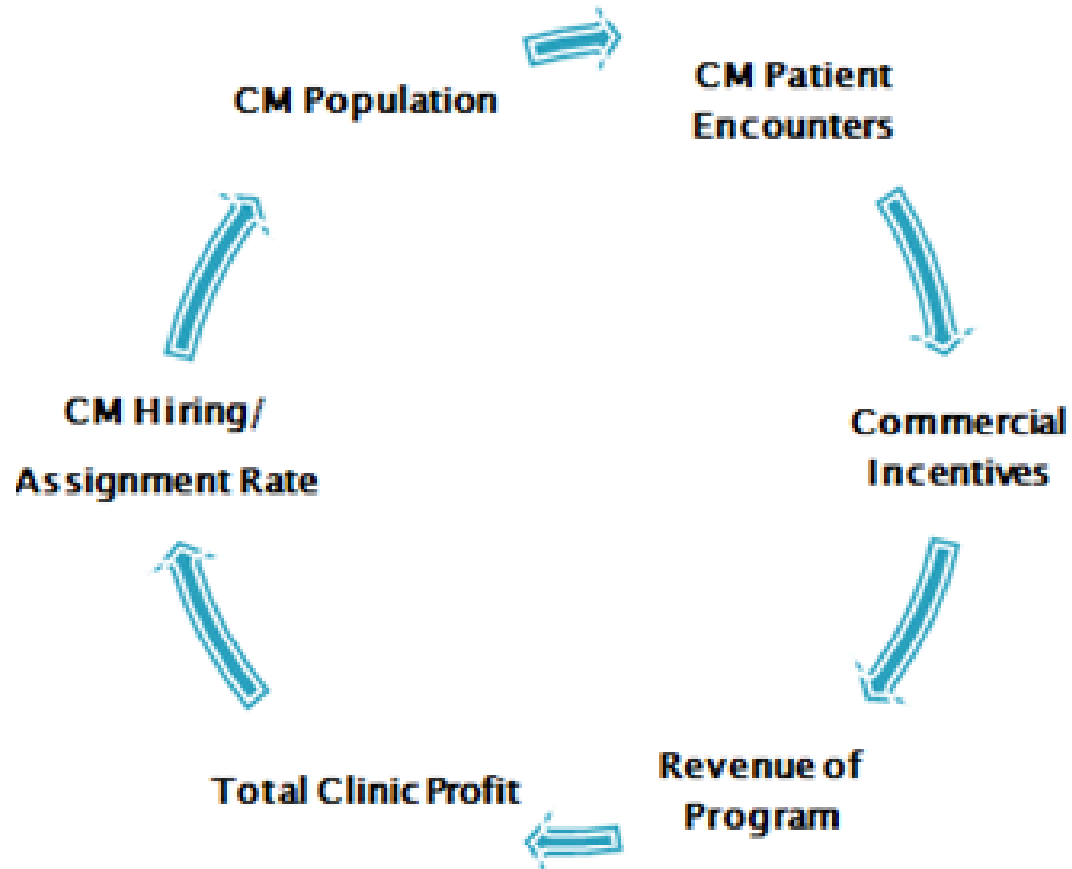 CM Population
CM Patient
Encounters
Commercial
Incentives
Revenue of
Program
Total Clinic Profit
CM Hiring/
Assignment Rate